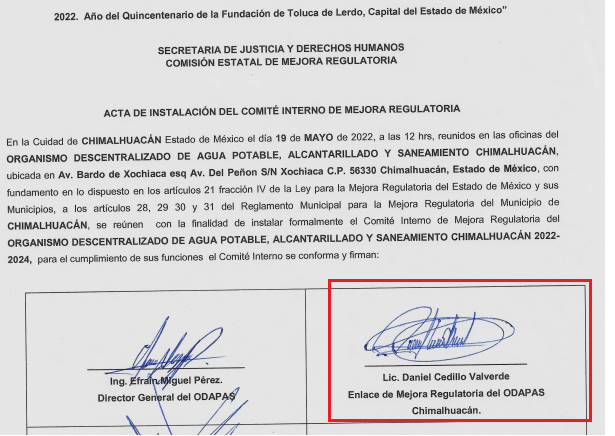 2022. Año del Quincentenario de la Fundación de Toluca de Lerdo, Capital del Estado de México"
SECRETARIA DE JUSTICIA Y DERECHOS HUMANOS
COMISIÓN ESTATAL DE MEJORA REGULATORIA
ACTA DE INSTALACIÓN DEL COMITÉ INTERNO DE MEJORA REGULATORIA
En la Cuidad de CHIMALHUACÁN Estado de México el día 19 de MAYO de 2022, a las 12 hrs, reunidos en las oficinas del
ORGANISMO DESCENTRALIZADO DE AGUA POTABLE, ALCANTARILLADO Y SANEAMIENTO CHIMALHUACÁN,
ubicada en Av. Bardo de Xochiaca esq Av. Del Peñon S/N Xochiaca C.P. 56330 Chimalhuacán, Estado de México, con
fundamento en lo dispuesto en los artículos 21 fracción IV de la Ley para la Mejora Regulatoria del Estado de México y sus
Municipios, a los artículos 28, 29 30 y 31 del Reglamento Municipal para la Mejora Regulatoria del Municipio de
CHIMALHUACÁN, se reúnen con la finalidad de instalar formalmente el Comité Interno de Mejora Regulatoria del
ORGANISMO DESCENTRALIZADO DE AGUA POTABLE, ALCANTARILLADO Y SANEAMIENTO CHIMALHUACÁN 2022-
2024, para el cumplimiento de sus funciones el Comité Interno se conforma y firman:
Ing. Efraín Miguel Pérez.
Director General del ODAPAS
Lic. Daniel Cedillo Valverde
Enlace de Mejora Regulatoria del ODAPAS
Chimalhuacán.